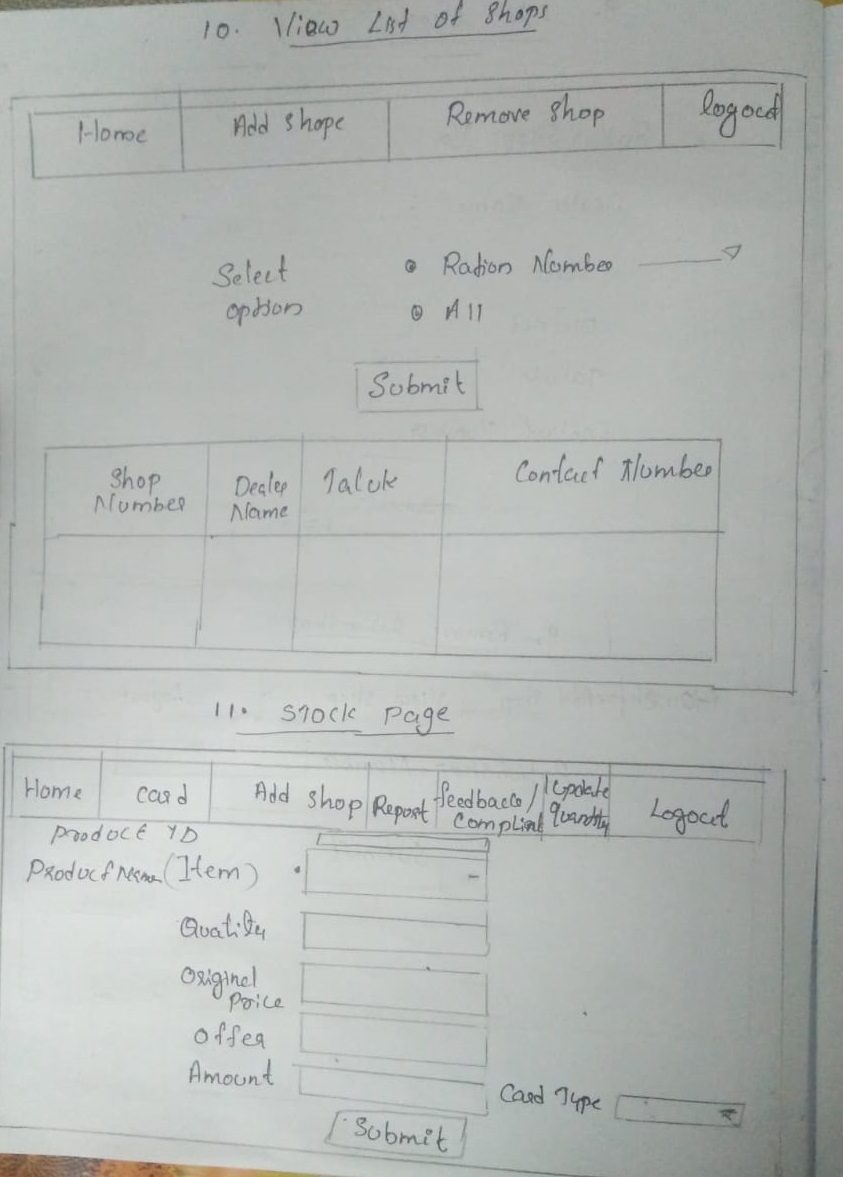 10. View List of Shops
Home Add shope Remove Shop logout
Select option
Ration Number
All
Submit
Shop Number Dealer Name Taluk Contact Number
11. Stock Page
Home Card Add shop Report feedback/Complint Update Quantity Logout
Product ID
Product Name (Item)
Quatity
Original Price
Offer
Amount
Card Type
Submit